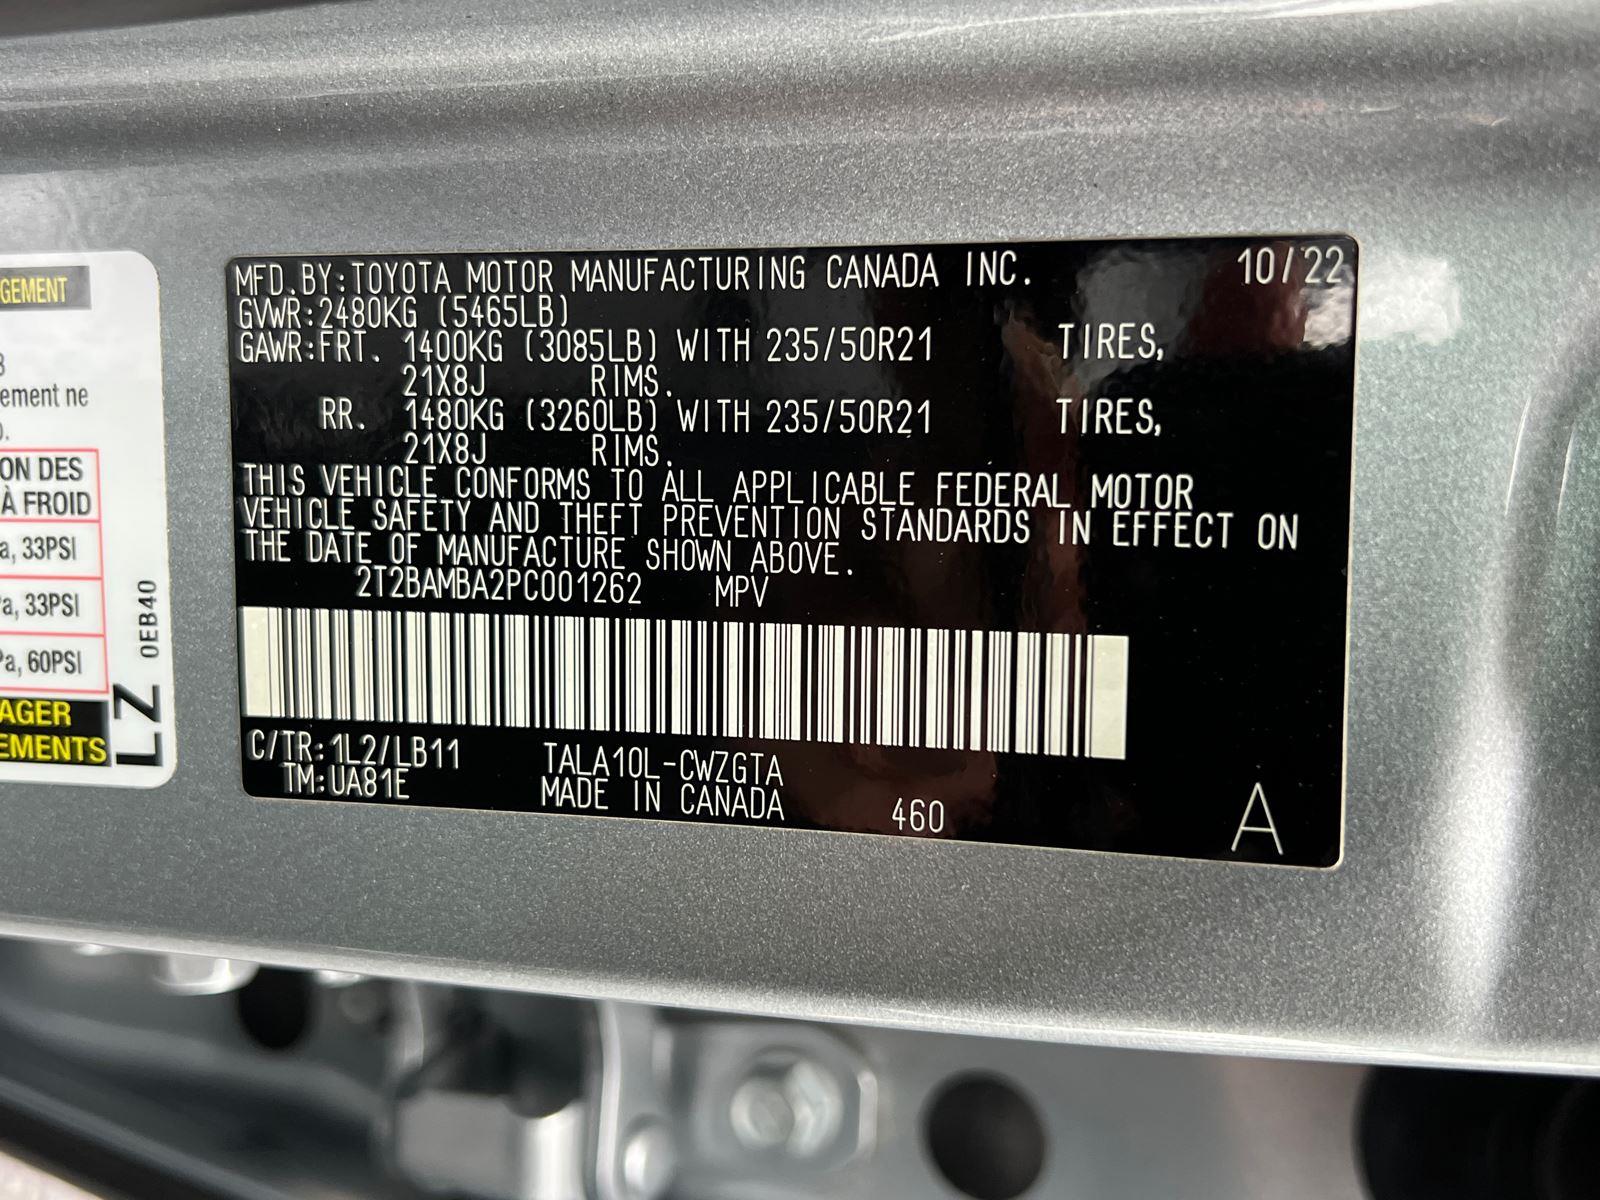 GEMENT
ement ne
ON DES
À FROID
a, 33PSI
Pa, 33PSI
Pa, 60PSI
AGER
EMENTS
0EB40
LZ
MFD.BY:TOYOTA MOTOR MANUFACTURING CANADA INC. 10/22
GVWR:2480KG (5465LB)
GAWR:FRT. 1400KG (3085LB) WITH 235/50R21 TIRES,
21X8J RIMS.
RR. 1480KG (3260LB) WITH 235/50R21 TIRES,
21X8J RIMS.
THIS VEHICLE CONFORMS TO ALL APPLICABLE FEDERAL MOTOR
VEHICLE SAFETY AND THEFT PREVENTION STANDARDS IN EFFECT ON
THE DATE OF MANUFACTURE SHOWN ABOVE.
2T2BAMBA2PC001262 MPV
C/TR:1L2/LB11 TALA10L-CWZGTA
TM:UA81E MADE IN CANADA 460 A